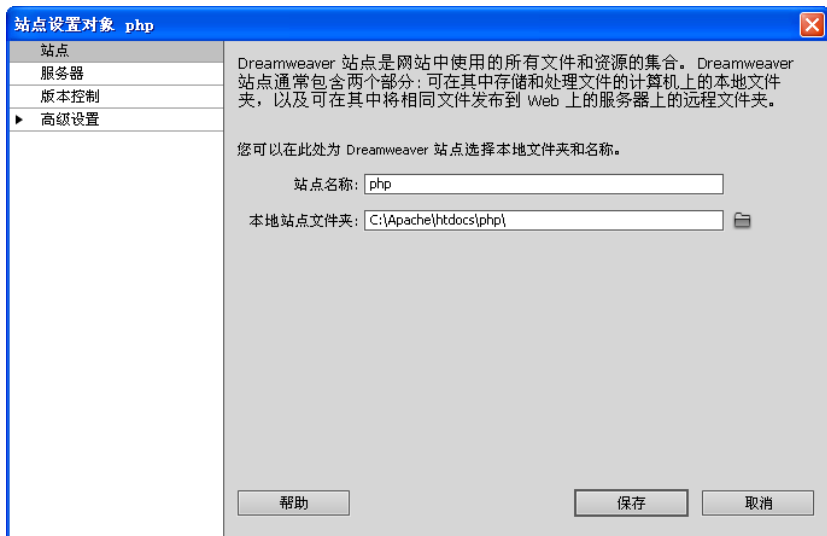 站点设置对象 php
站点
服务器
版本控制
高级设置
Dreamweaver 站点是网站中使用的所有文件和资源的集合。Dreamweaver
站点通常包含两个部分:可在其中存储和处理文件的计算机上的本地文件
夹，以及可在其中将相同文件发布到 Web 上的服务器上的远程文件夹。
您可以在此处为 Dreamweaver 站点选择本地文件夹和名称。
站点名称: php
本地站点文件夹: C:\Apache\htdocs\php\
帮助 保存 取消